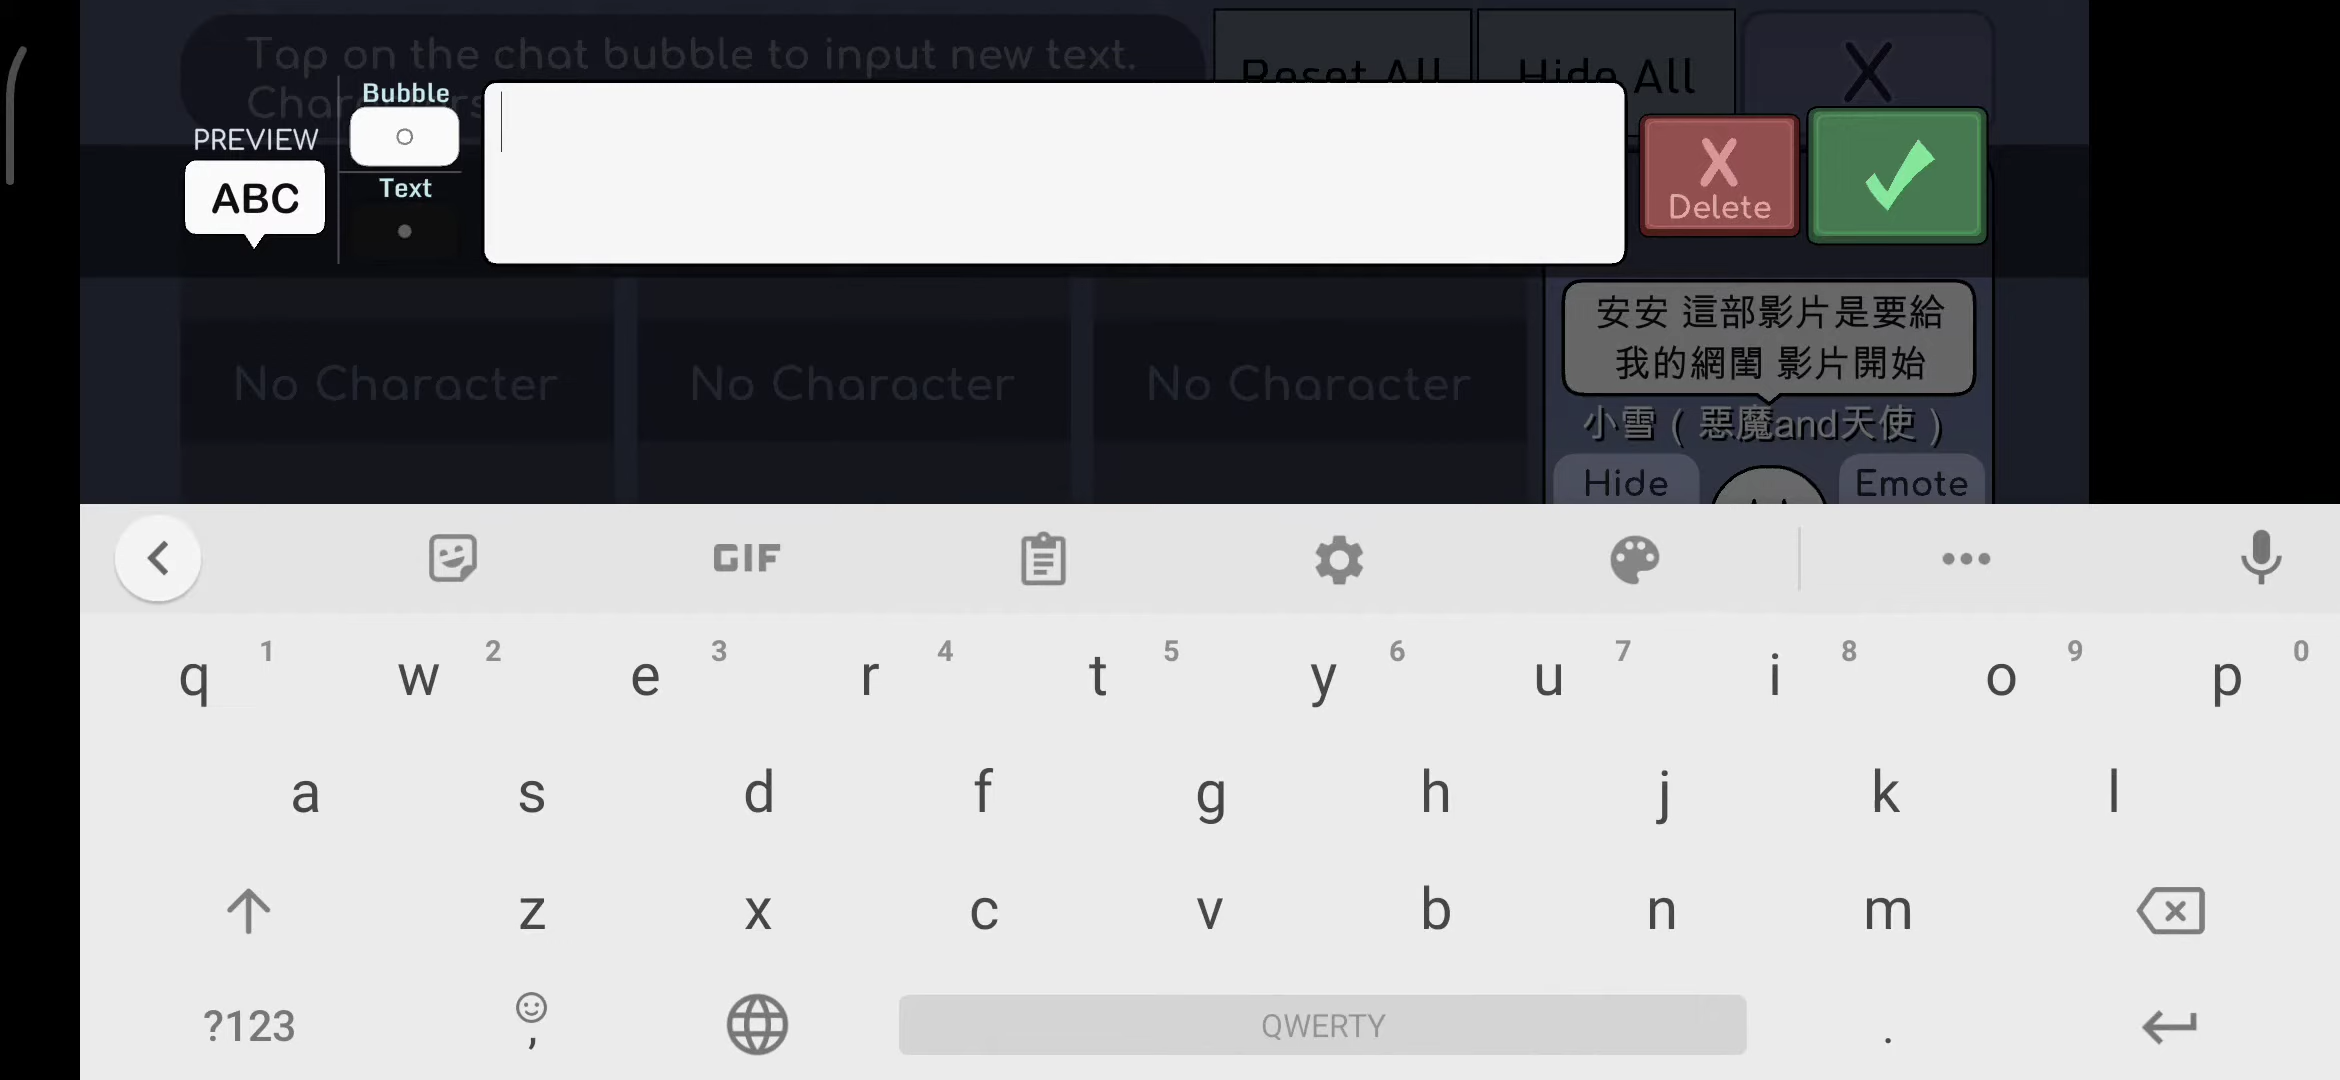 Tap on the chat bubble to input new text.
Reset All
Hide All
X
Bubble
PREVIEW
ABC
Text
X
Delete
安安 這部影片是要給
我的網閨 影片開始
No Character
No Character
No Character
小雪(惡魔and天使)
Hide
Emote
GIF
q 1 w 2 e 3 r 4 t 5 y 6 u 7 i 8 o 9 p 0
a s d f g h j k l
z x c v b n m
?123 , QWERTY .